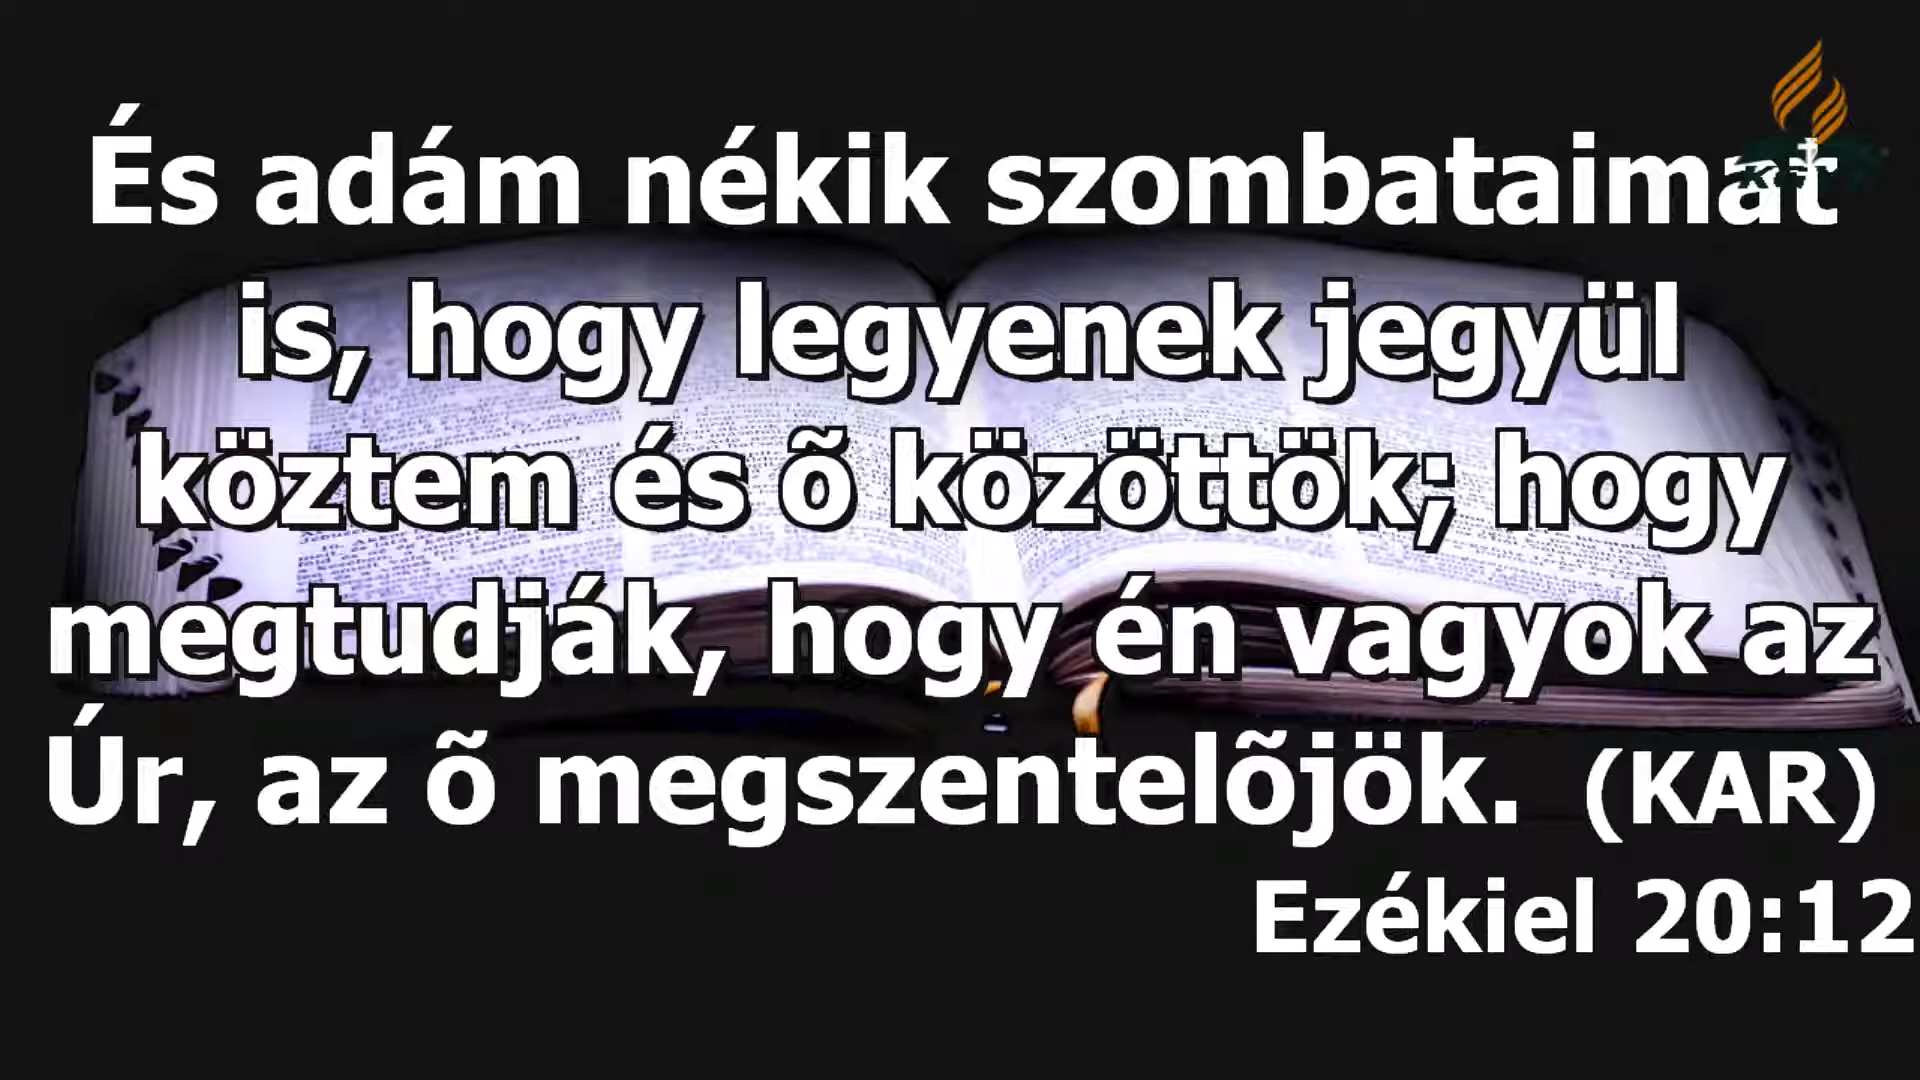 És adám nékik szombataimat
is, hogy legyenek jegyül
köztem és õ közöttök; hogy
megtudják, hogy én vagyok az
Úr, az õ megszentelõjök. (KAR)
Ezékiel 20:12